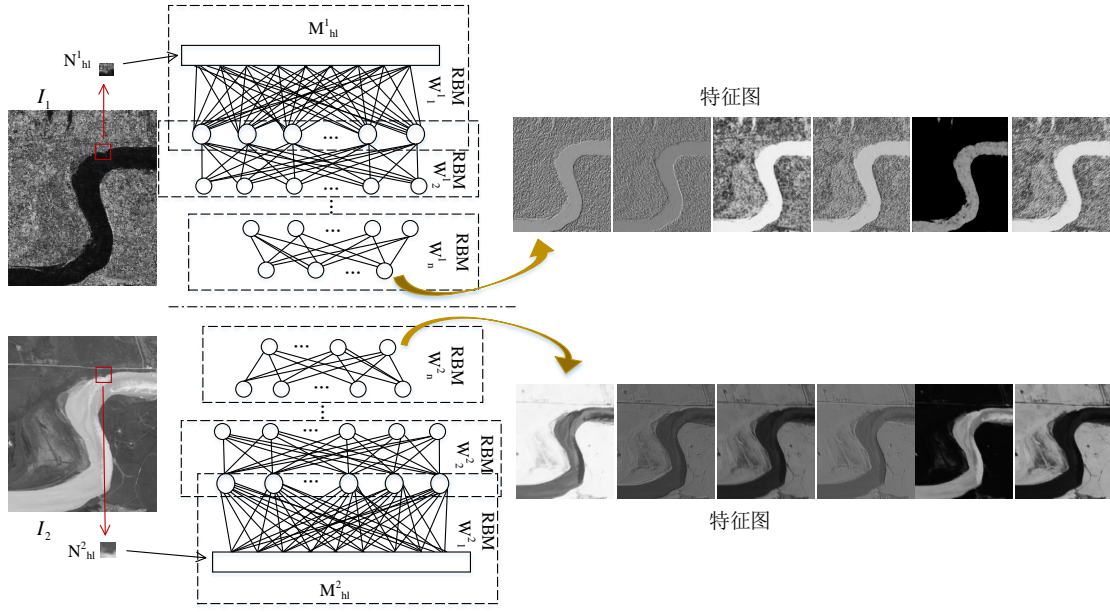 M¹hl
N¹hl
I₁
RBM
W¹₁
RBM
W¹₂
...
RBM
W¹n
特征图
RBM
W²n
RBM
W²₂
RBM
W²₁
I₂
N²hl
M²hl
特征图